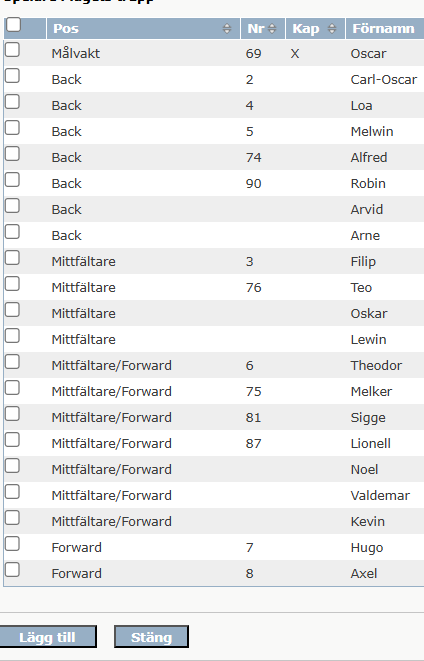 Pos Nr Kap Förnamn
Målvakt 69 X Oscar
Back 2 Carl-Oscar
Back 4 Loa
Back 5 Melwin
Back 74 Alfred
Back 90 Robin
Back Arvid
Back Arne
Mittfältare 3 Filip
Mittfältare 76 Teo
Mittfältare Oskar
Mittfältare Lewin
Mittfältare/Forward 6 Theodor
Mittfältare/Forward 75 Melker
Mittfältare/Forward 81 Sigge
Mittfältare/Forward 87 Lionell
Mittfältare/Forward Noel
Mittfältare/Forward Valdemar
Mittfältare/Forward Kevin
Forward 7 Hugo
Forward 8 Axel
Lägg till Stäng